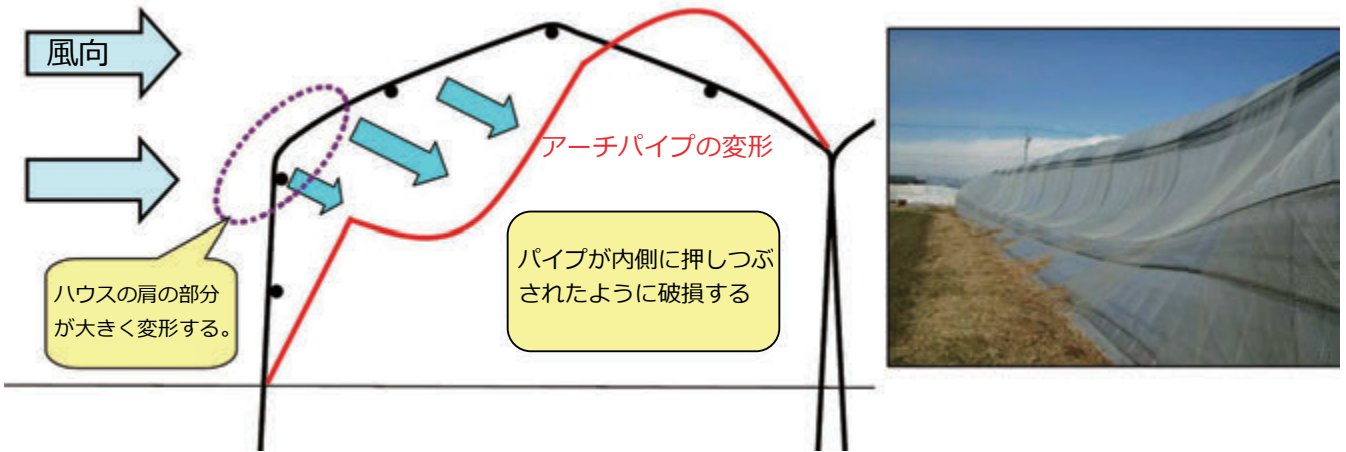 風向
アーチパイプの変形
ハウスの肩の部分
が大きく変形する。
パイプが内側に押しつぶ
されたように破損する